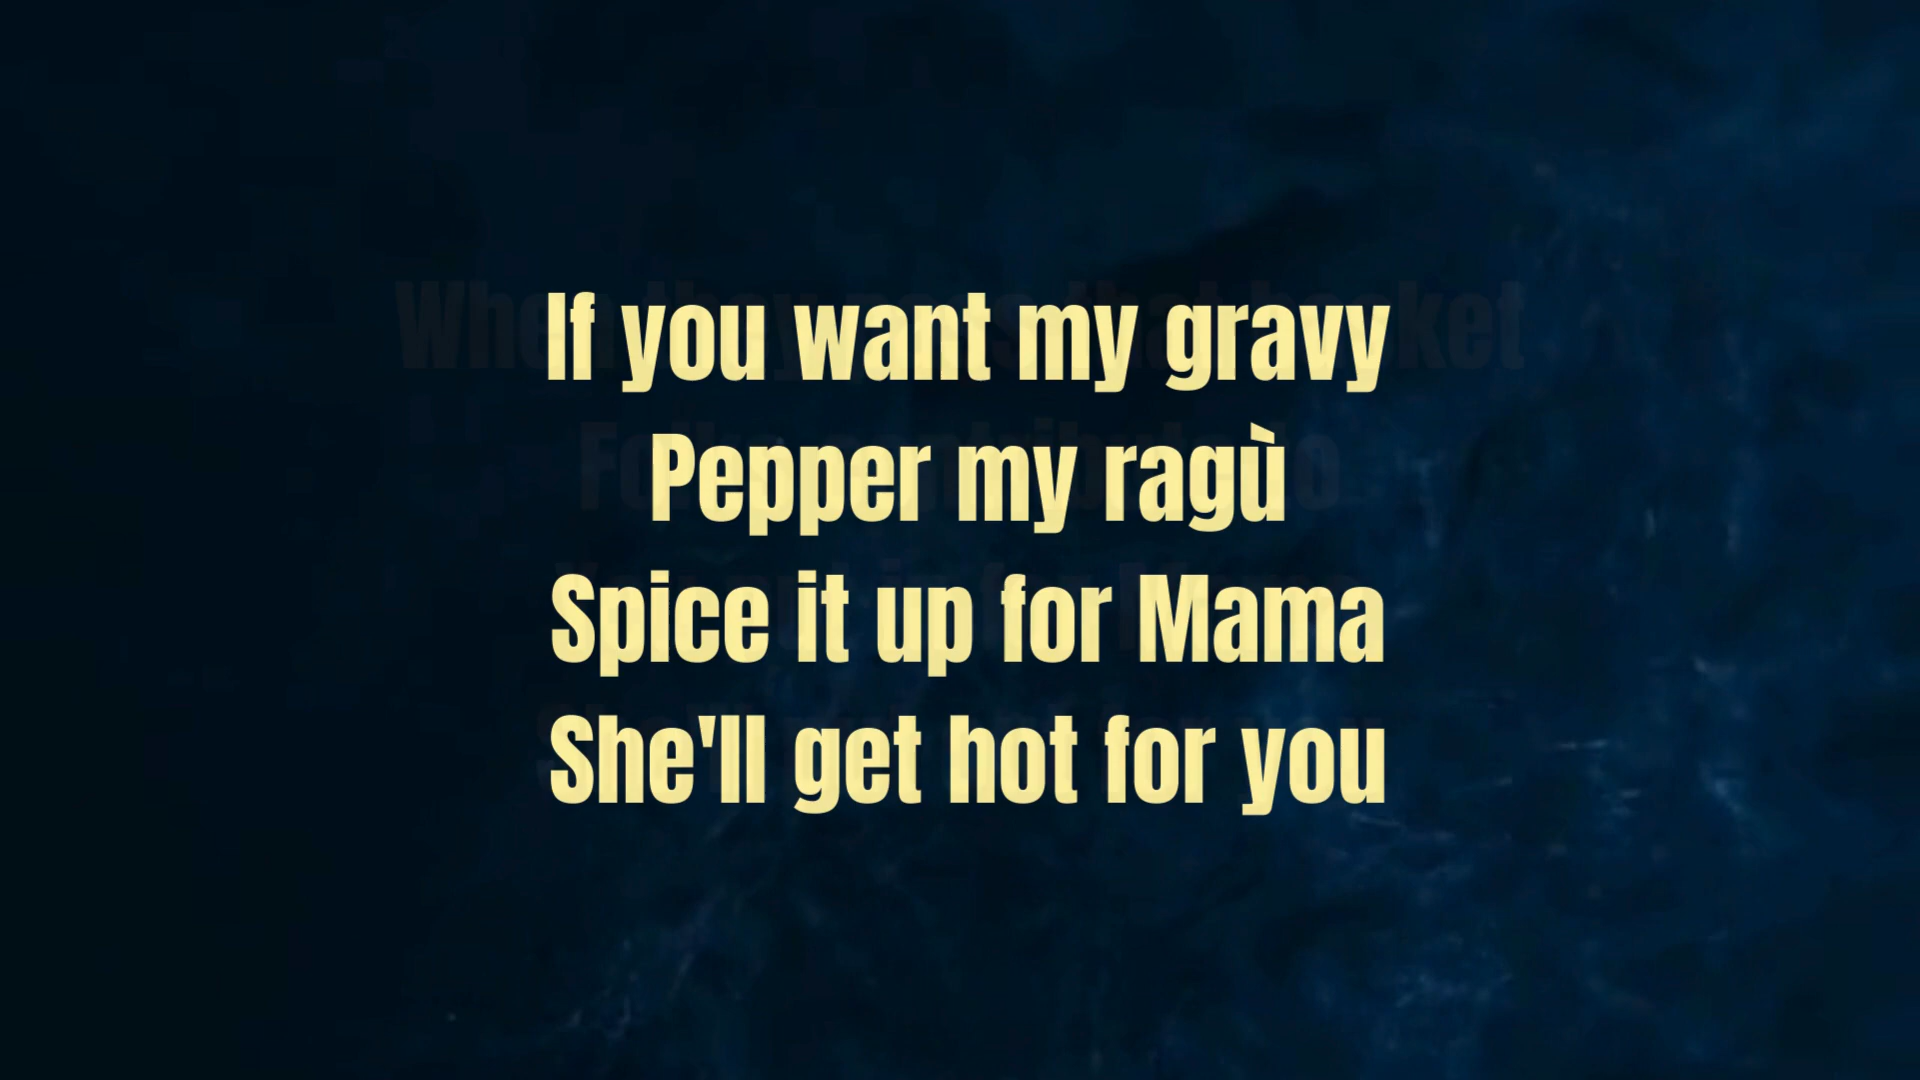 If you want my gravy
Pepper my ragù
Spice it up for Mama
She'll get hot for you